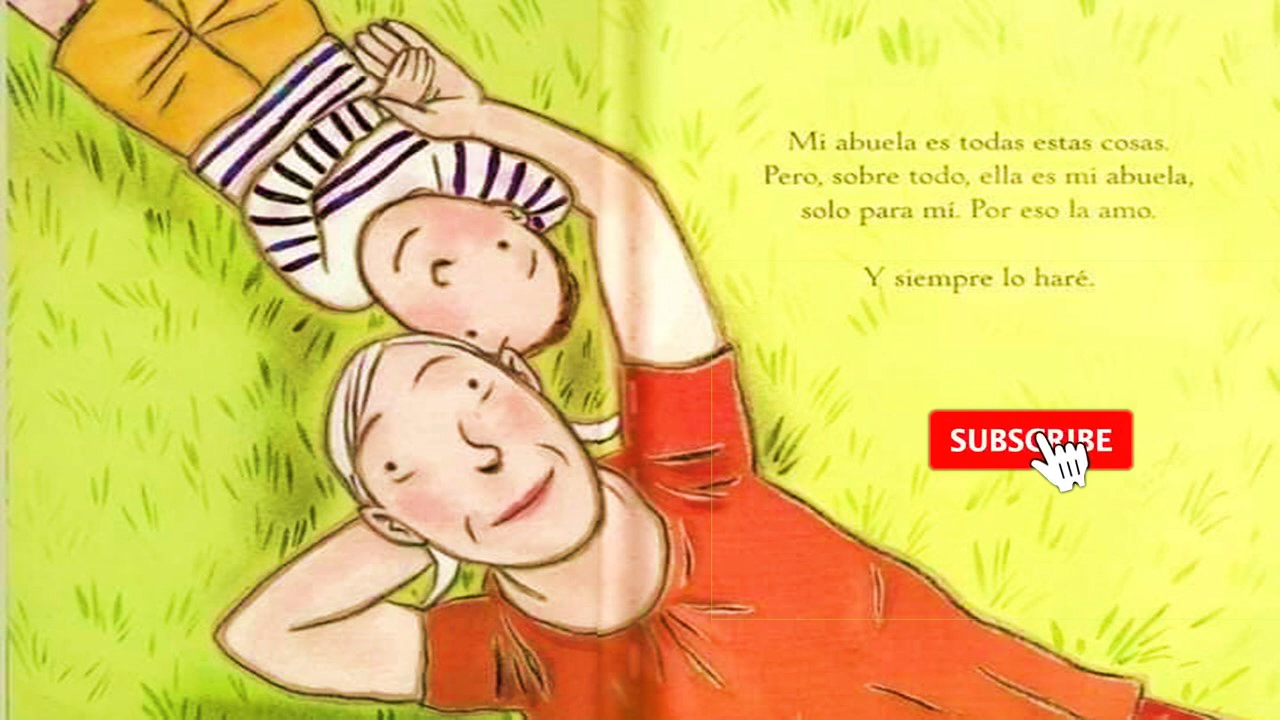 Mi abuela es todas estas cosas.
Pero, sobre todo, ella es mi abuela,
solo para mí. Por eso la amo.
Y siempre lo haré.
SUBSCRIBE